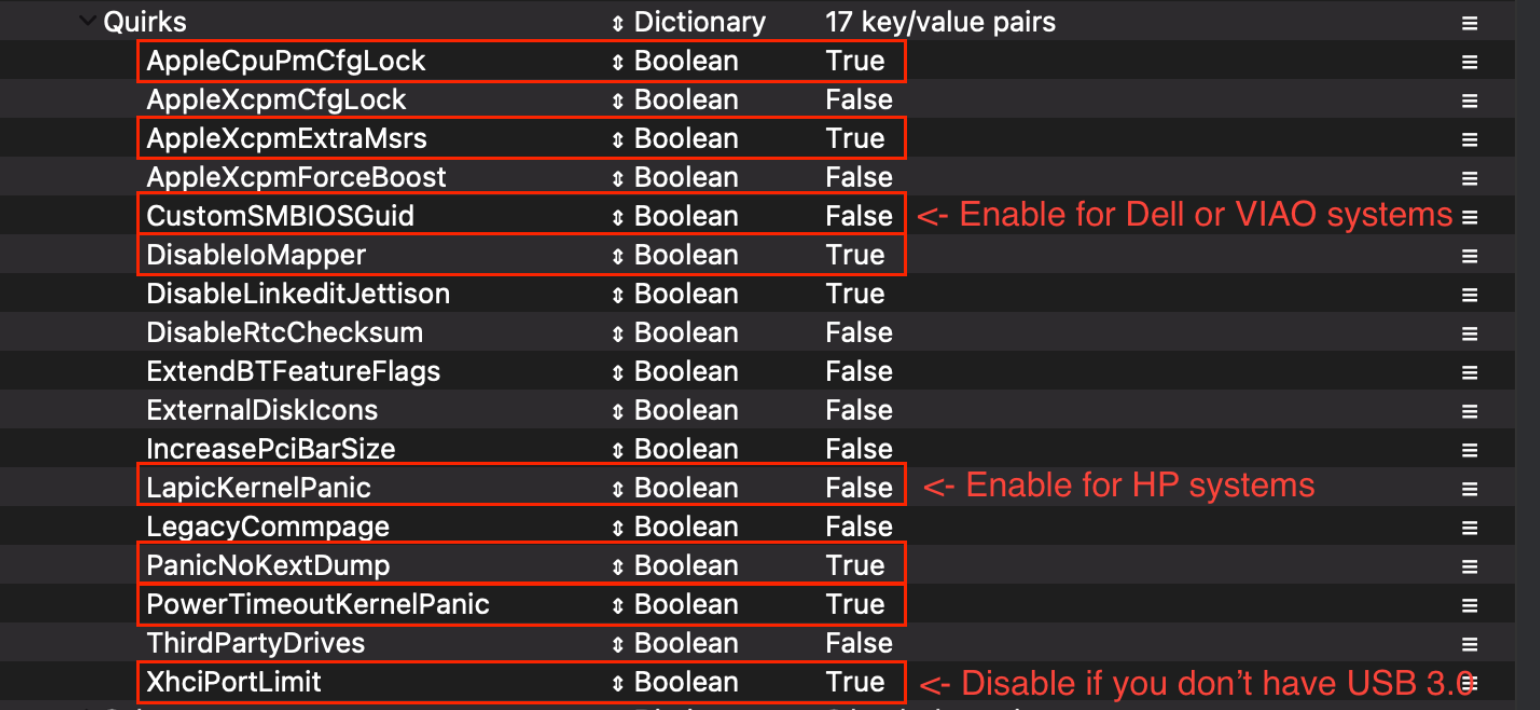 Quirks Dictionary 17 key/value pairs
AppleCpuPmCfgLock Boolean True
AppleXcpmCfgLock Boolean False
AppleXcpmExtraMsrs Boolean True
AppleXcpmForceBoost Boolean False
CustomSMBIOSGuid Boolean False <- Enable for Dell or VIAO systems
DisableIoMapper Boolean True
DisableLinkeditJettison Boolean True
DisableRtcChecksum Boolean False
ExtendBTFeatureFlags Boolean False
ExternalDiskIcons Boolean False
IncreasePciBarSize Boolean False
LapicKernelPanic Boolean False <- Enable for HP systems
LegacyCommpage Boolean False
PanicNoKextDump Boolean True
PowerTimeoutKernelPanic Boolean True
ThirdPartyDrives Boolean False
XhciPortLimit Boolean True <- Disable if you don’t have USB 3.0